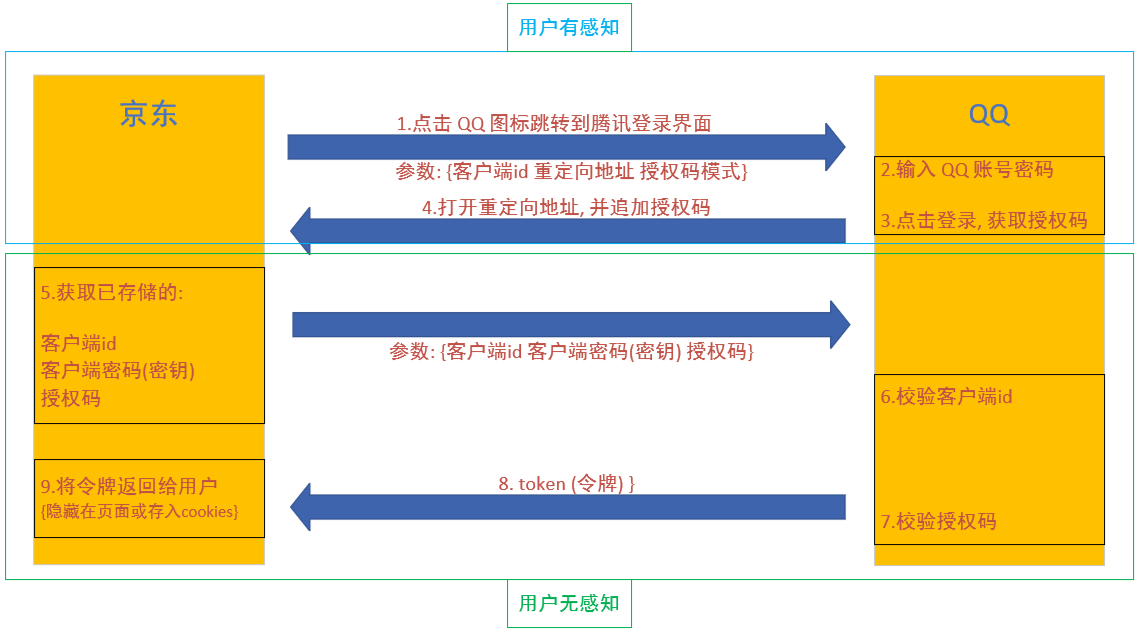 用户有感知
京东
QQ
1.点击 QQ 图标跳转到腾讯登录界面
参数: {客户端id 重定向地址 授权码模式}
2.输入 QQ 账号密码
3.点击登录, 获取授权码
4.打开重定向地址, 并追加授权码
5.获取已存储的:
客户端id
客户端密码(密钥)
授权码
参数: {客户端id 客户端密码(密钥) 授权码}
6.校验客户端id
7.校验授权码
8. token (令牌) }
9.将令牌返回给用户
{隐藏在页面或存入cookies}
用户无感知